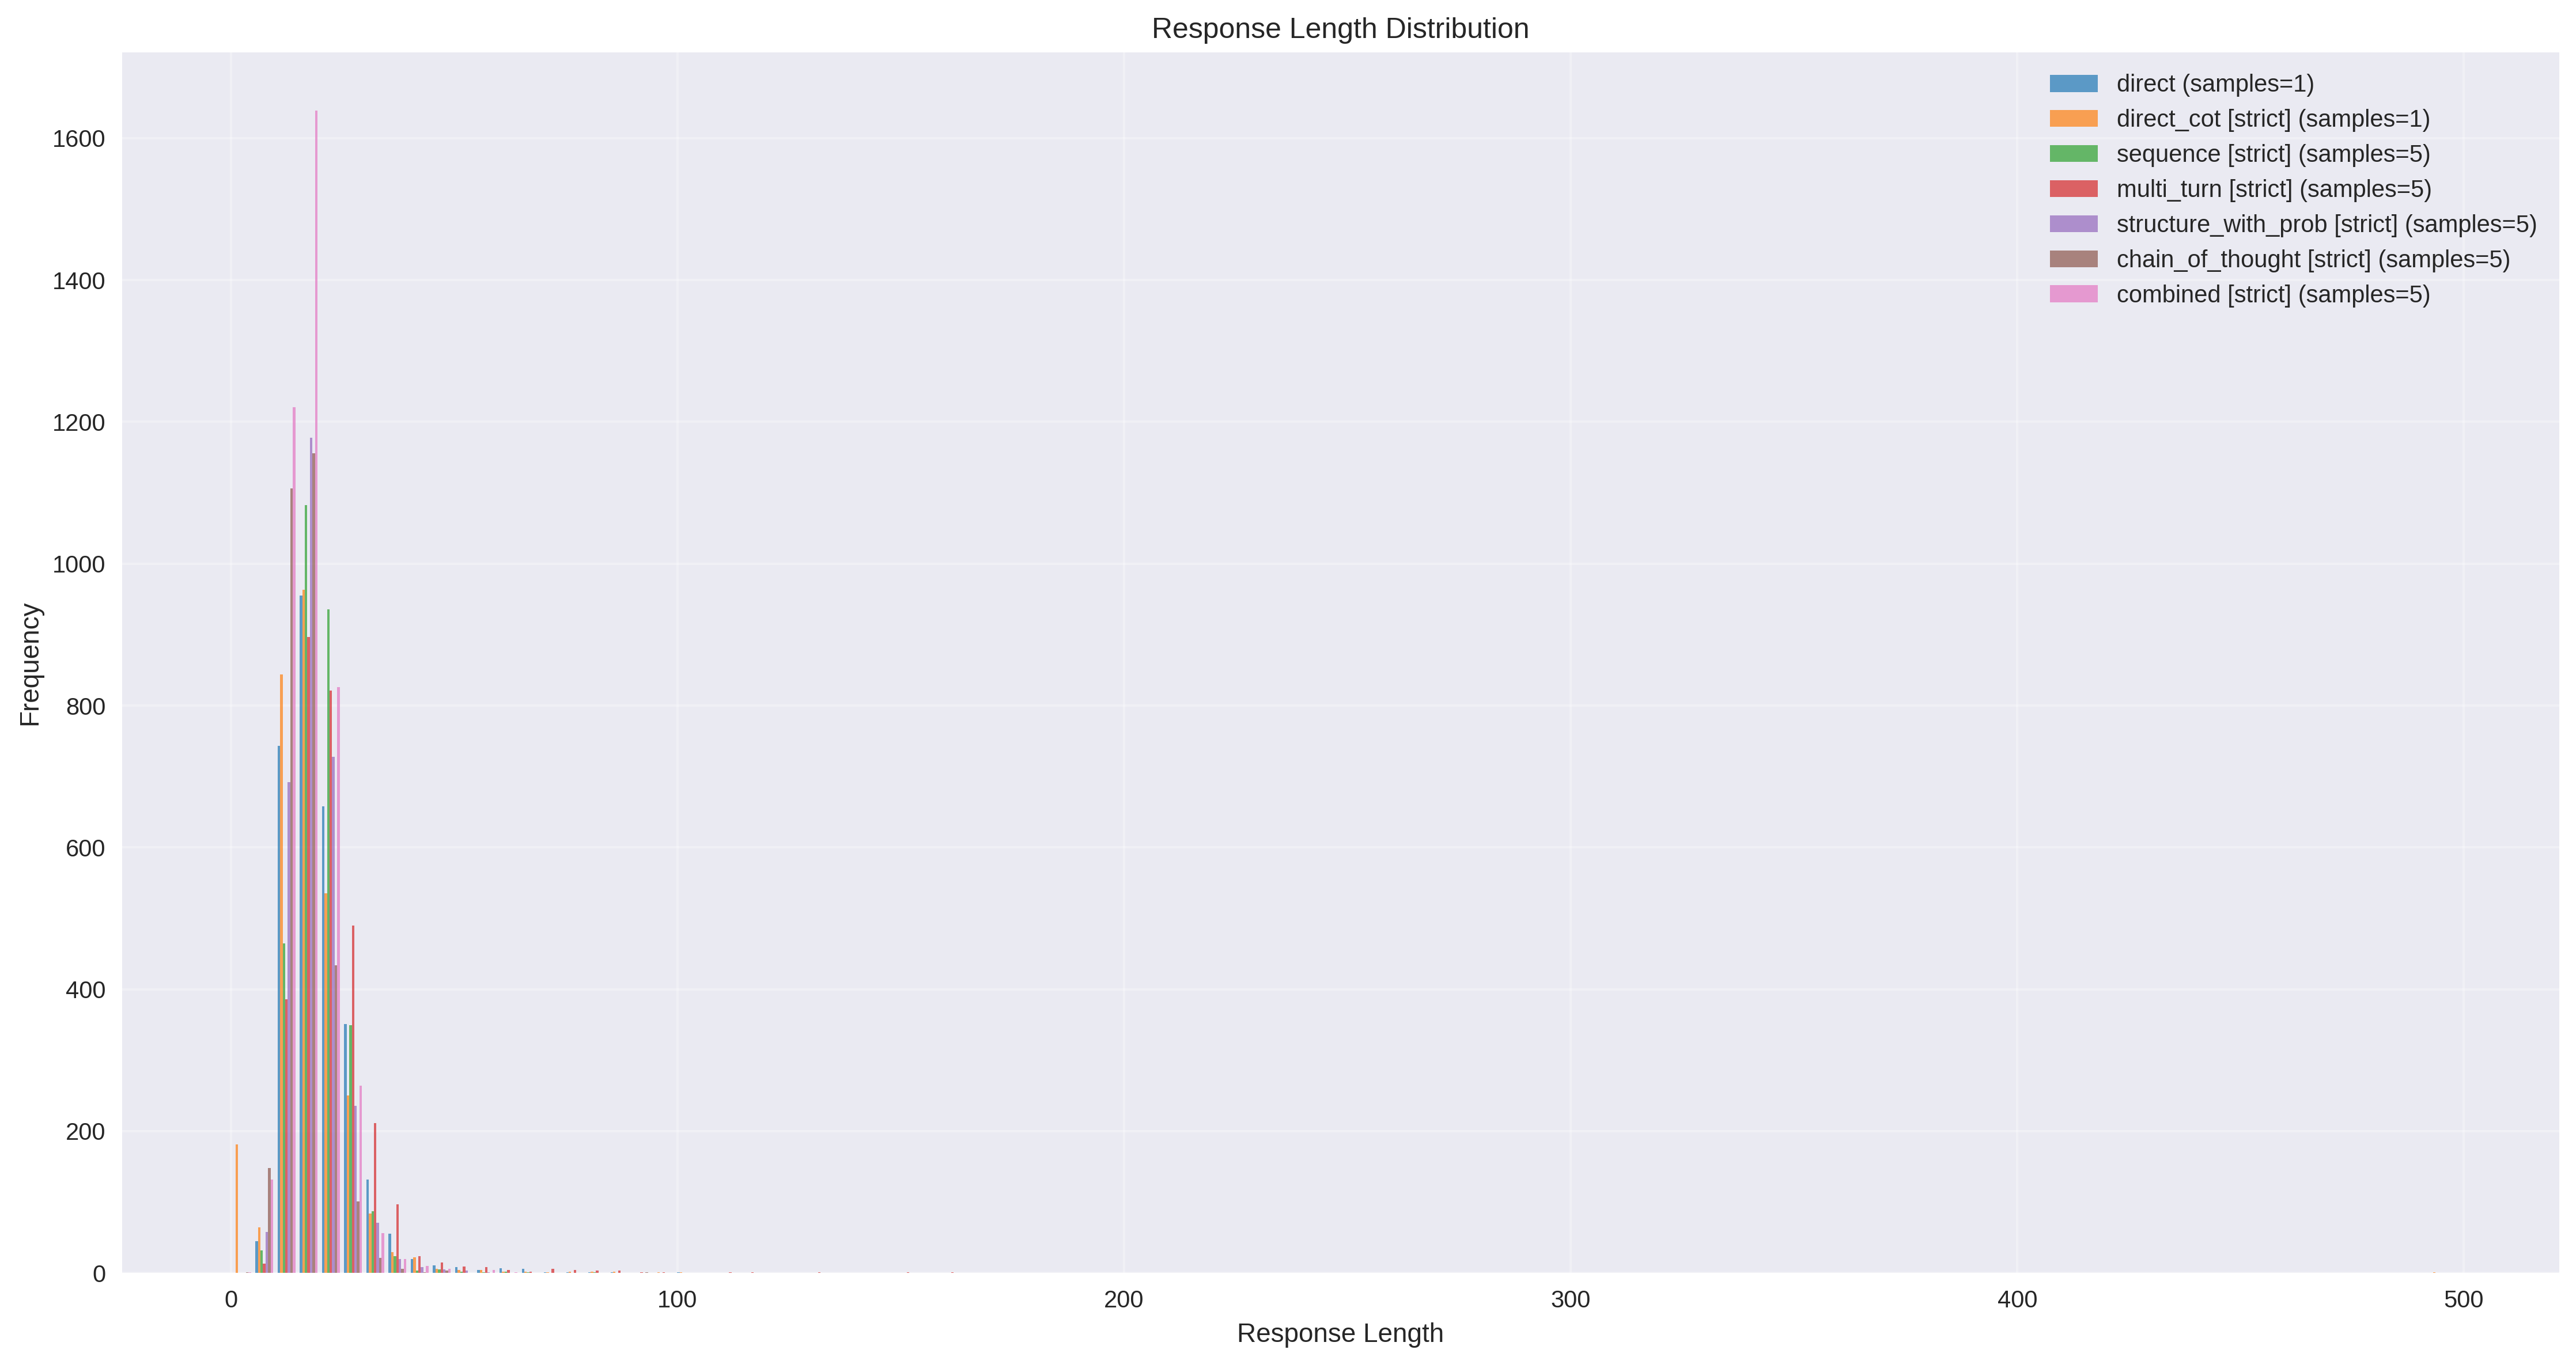 Response Length Distribution
direct (samples=1)
direct_cot [strict] (samples=1)
sequence [strict] (samples=5)
multi_turn [strict] (samples=5)
structure_with_prob [strict] (samples=5)
chain_of_thought [strict] (samples=5)
combined [strict] (samples=5)
1600
1400
1200
1000
800
600
400
200
0
Frequency
0 100 200 300 400 500
Response Length